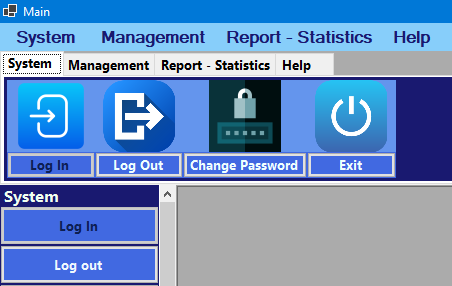 Main
System Management Report - Statistics Help
System Management Report - Statistics Help
Log In Log Out Change Password Exit
System
Log In
Log out